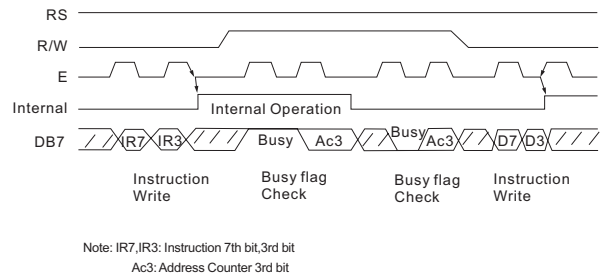 RS
R/W
E
Internal Internal Operation
DB7 IR7 IR3 Busy Ac3 Busy Ac3 D7 D3
Instruction Write
Busy flag Check
Busy flag Check
Instruction Write
Note: IR7,IR3: Instruction 7th bit,3rd bit
Ac3: Address Counter 3rd bit